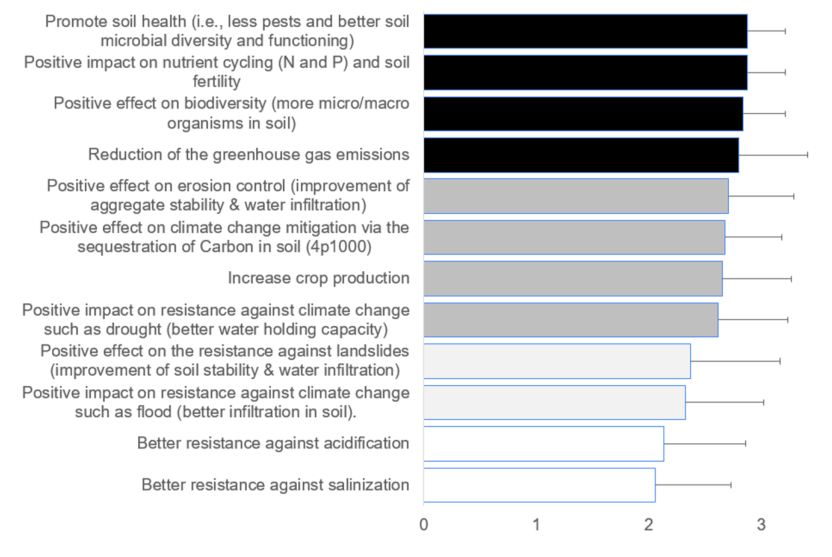 Promote soil health (i.e., less pests and better soil
microbial diversity and functioning)
Positive impact on nutrient cycling (N and P) and soil
fertility
Positive effect on biodiversity (more micro/macro
organisms in soil)
Reduction of the greenhouse gas emissions
Positive effect on erosion control (improvement of
aggregate stability & water infiltration)
Positive effect on climate change mitigation via the
sequestration of Carbon in soil (4p1000)
Increase crop production
Positive impact on resistance against climate change
such as drought (better water holding capacity)
Positive effect on the resistance against landslides
(improvement of soil stability & water infiltration)
Positive impact on resistance against climate change
such as flood (better infiltration in soil).
Better resistance against acidification
Better resistance against salinization
0 1 2 3